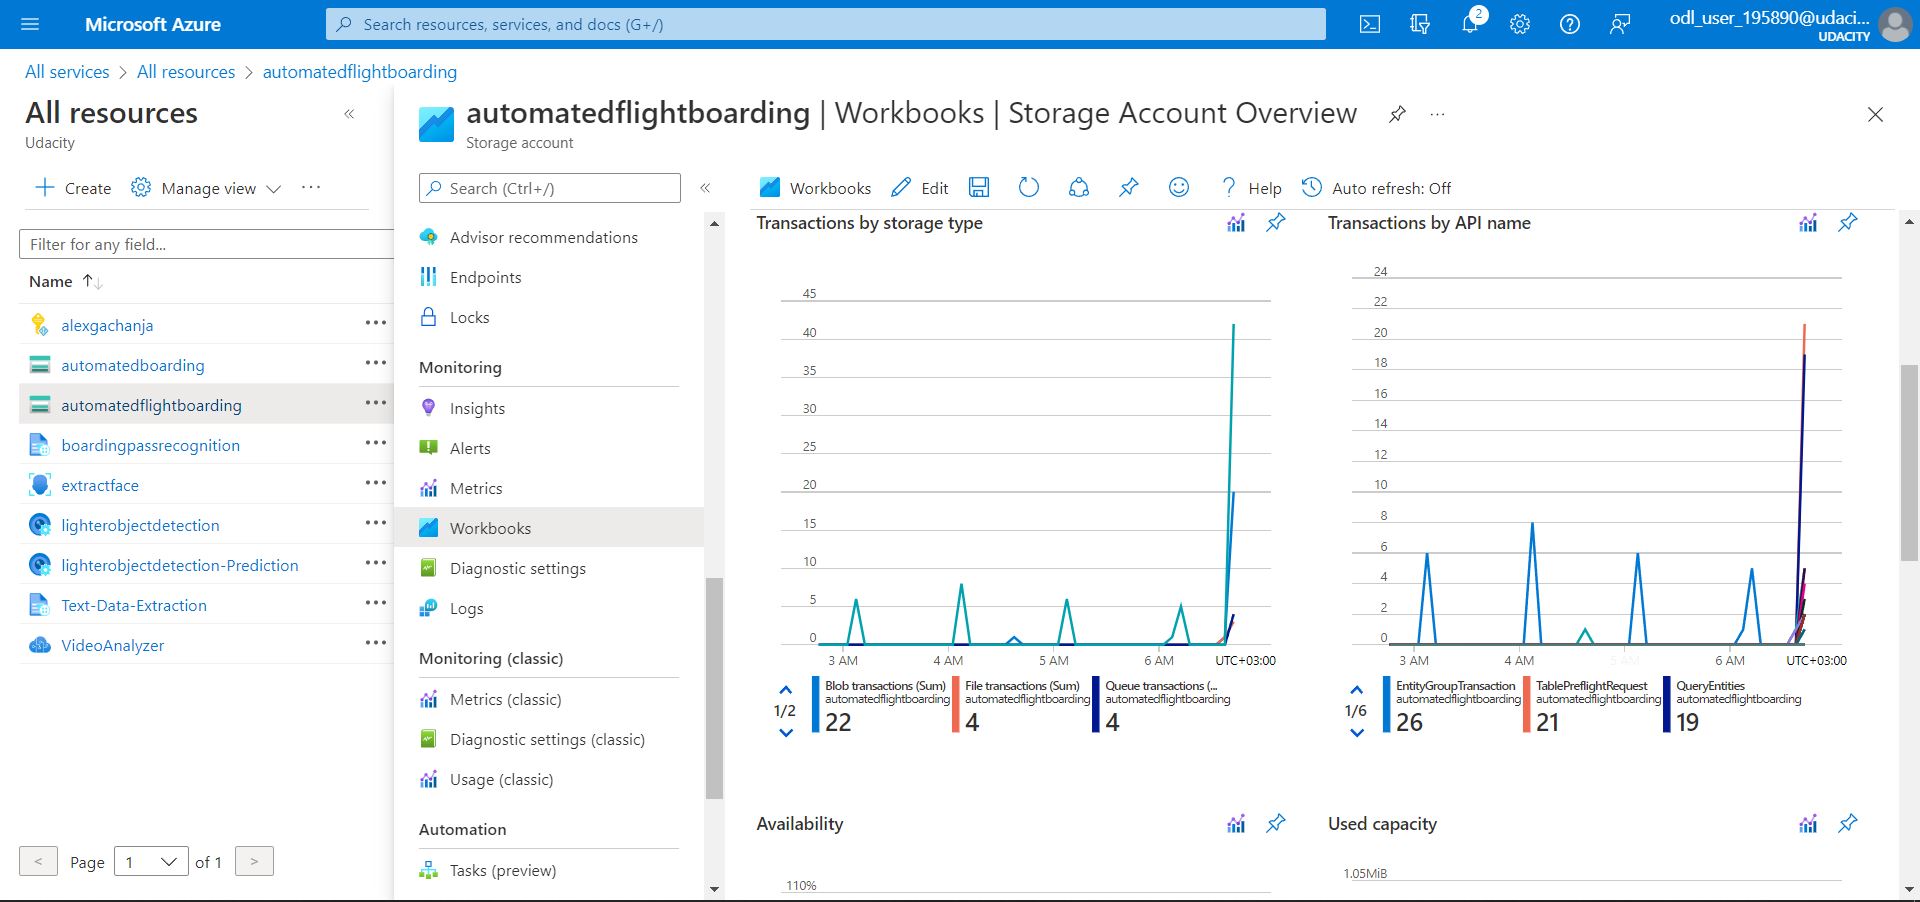 Microsoft Azure
Search resources, services, and docs (G+/)
2
odl_user_195890@udaci...
UDACITY
All services > All resources > automatedflightboarding
All resources
«
Udacity
automatedflightboarding | Workbooks | Storage Account Overview
...
Storage account
Create
Manage view
...
Search (Ctrl+/)
«
Workbooks
Edit
Help
Auto refresh: Off
Filter for any field...
Name
alexgachanja
automatedboarding
automatedflightboarding
boardingpassrecognition
extractface
lighterobjectdetection
lighterobjectdetection-Prediction
Text-Data-Extraction
VideoAnalyzer
< Page 1 of 1 >
Advisor recommendations
Endpoints
Locks
Monitoring
Insights
Alerts
Metrics
Workbooks
Diagnostic settings
Logs
Monitoring (classic)
Metrics (classic)
Diagnostic settings (classic)
Usage (classic)
Automation
Tasks (preview)
Transactions by storage type
45
40
35
30
25
20
15
10
5
0
3 AM 4 AM 5 AM 6 AM UTC+03:00
1/2
Blob transactions (Sum)
automatedflightboarding
22
File transactions (Sum)
automatedflightboarding
4
Queue transactions (...
automatedflightboarding
4
Transactions by API name
24
22
20
18
16
14
12
10
8
6
4
2
0
3 AM 4 AM 5 AM 6 AM UTC+03:00
1/6
EntityGroupTransaction
automatedflightboarding
26
TablePreflightRequest
automatedflightboarding
21
QueryEntities
automatedflightboarding
19
Availability
110%
Used capacity
1.05MiB